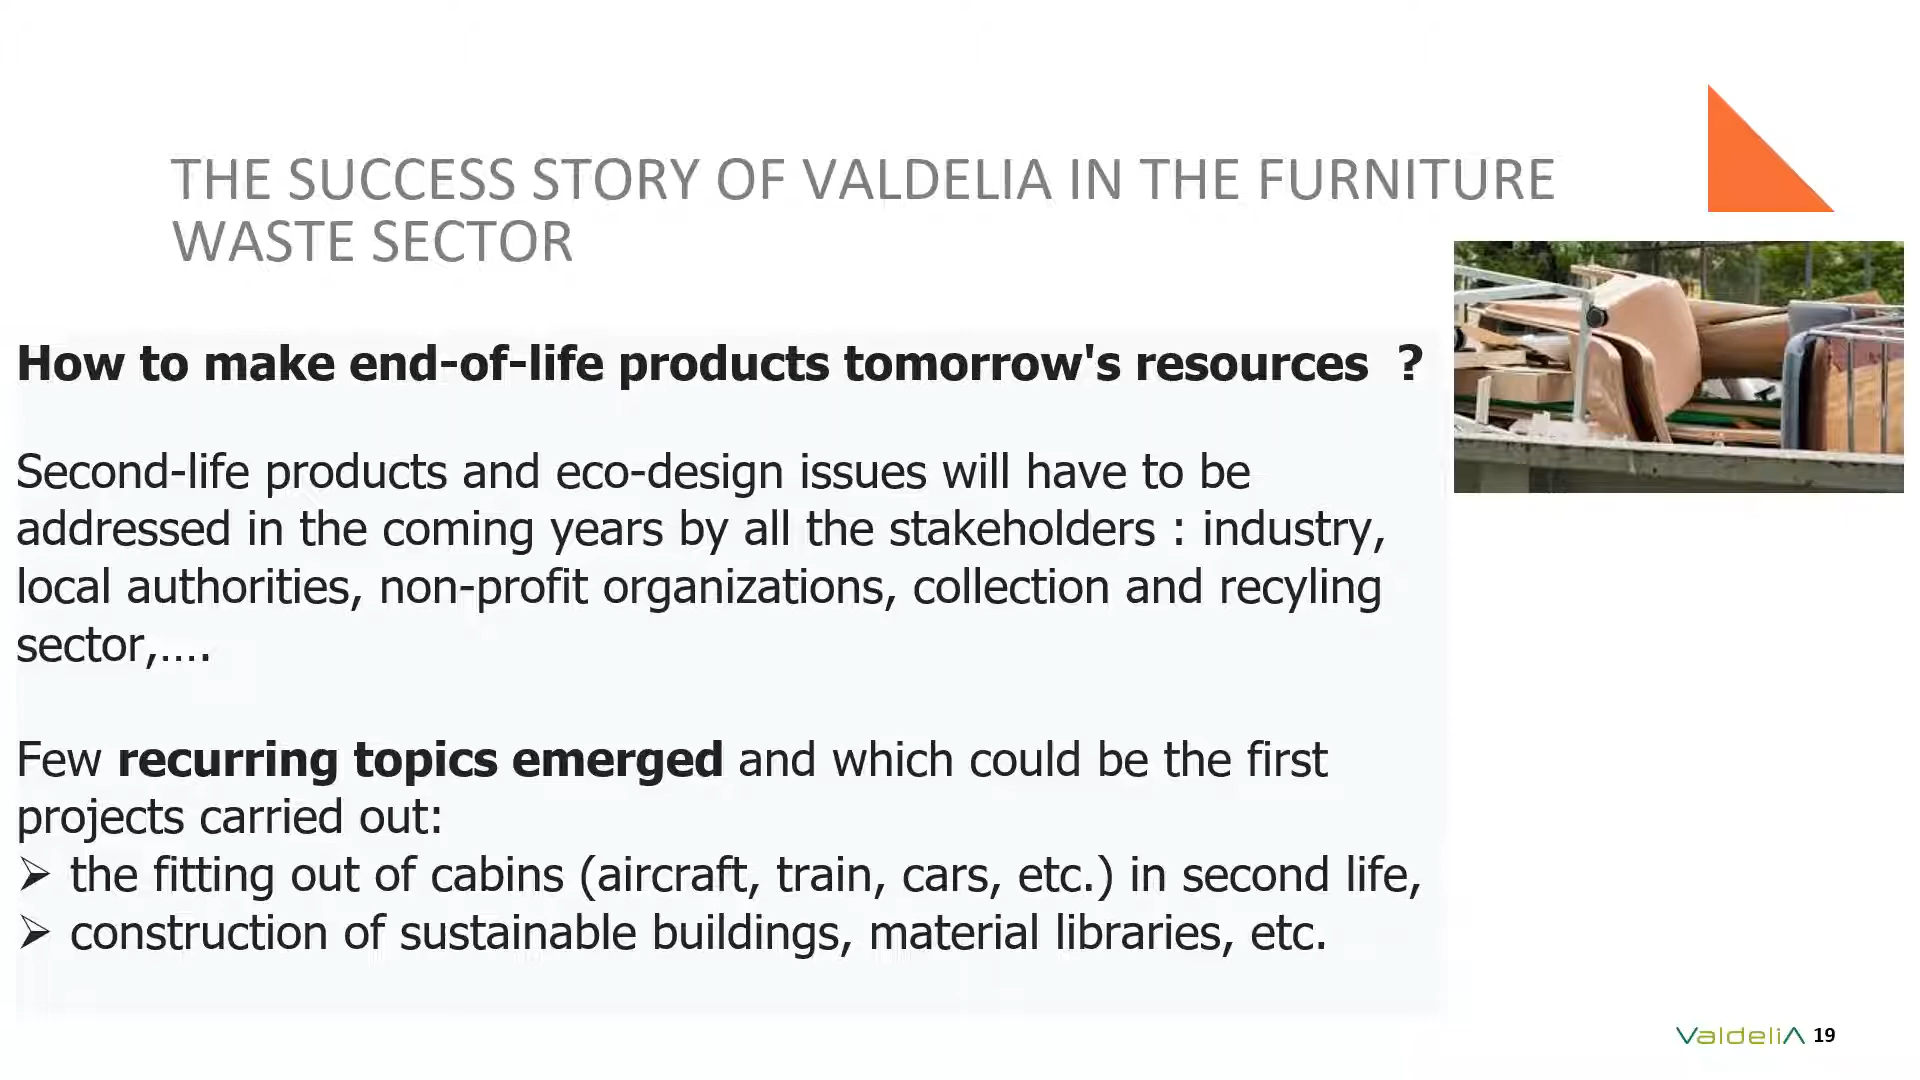 THE SUCCESS STORY OF VALDELIA IN THE FURNITURE
WASTE SECTOR
How to make end-of-life products tomorrow's resources ?
Second-life products and eco-design issues will have to be
addressed in the coming years by all the stakeholders : industry,
local authorities, non-profit organizations, collection and recyling
sector,....
Few recurring topics emerged and which could be the first
projects carried out:
➢ the fitting out of cabins (aircraft, train, cars, etc.) in second life,
➢ construction of sustainable buildings, material libraries, etc.
ValdeliA 19